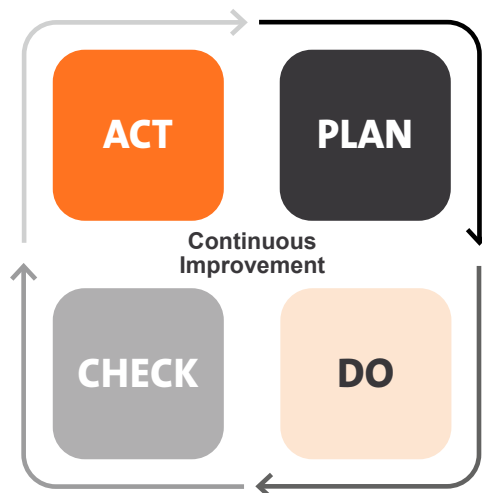 ACT
PLAN
Continuous
Improvement
CHECK
DO